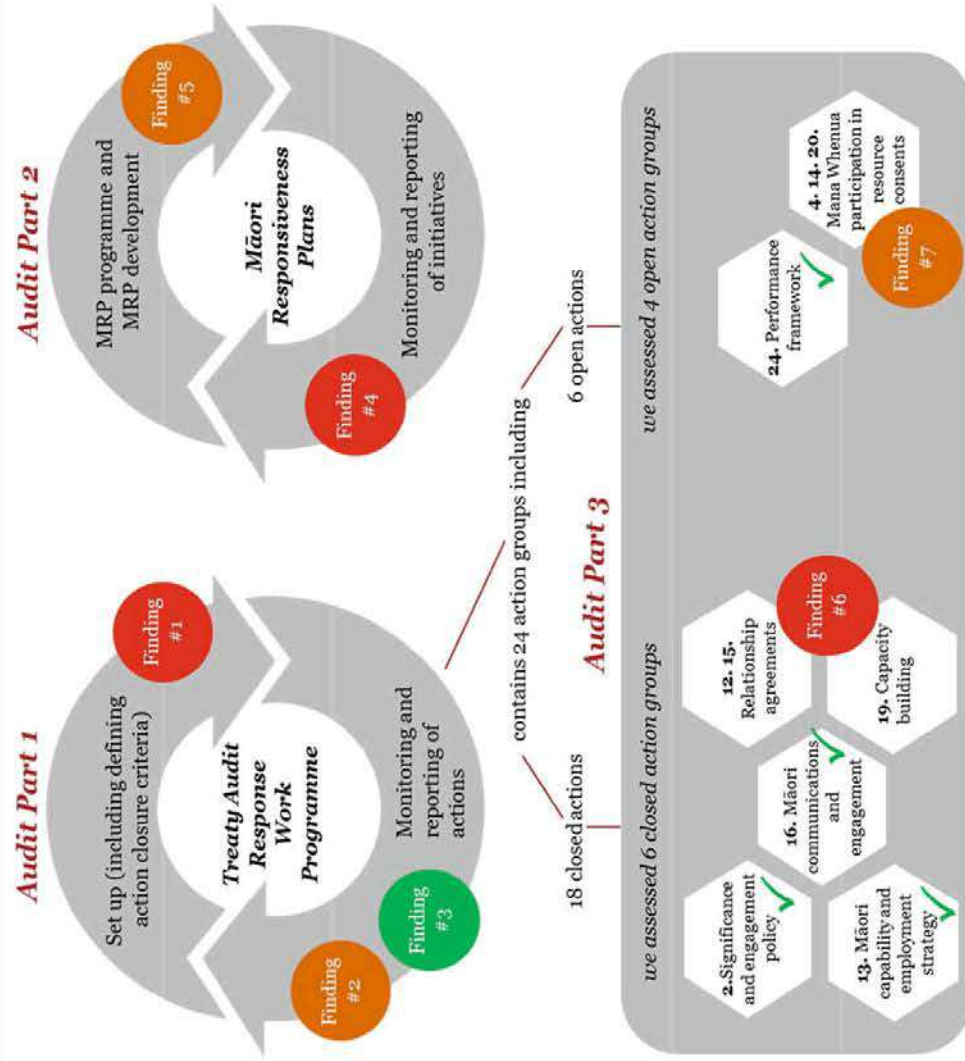 Audit Part 1
Set up (including defining
action closure criteria)
Finding
#1
Treaty Audit
Response
Work
Programme
Finding
#2
Finding
#3
Monitoring and
reporting of
actions
Audit Part 2
MRP programme and
MRP development
Finding
#5
Māori
Responsiveness
Plans
Finding
#4
Monitoring and reporting
of initiatives
contains 24 action groups including
18 closed actions
6 open actions
Audit Part 3
we assessed 6 closed action groups
2.Significance
and engagement
policy
13. Māori
capability and
employment
strategy
16. Māori
communications
and
engagement
12. 15.
Relationship
agreements
Finding
#6
19. Capacity
building
we assessed 4 open action groups
24. Performance
framework
4. 14. 20.
Mana Whenua
participation in
resource
consents
Finding
#7